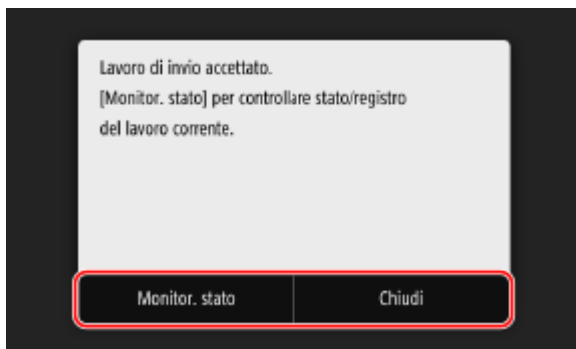 Lavoro di invio accettato.
[Monitor. stato] per controllare stato/registro
del lavoro corrente.
Monitor. stato
Chiudi